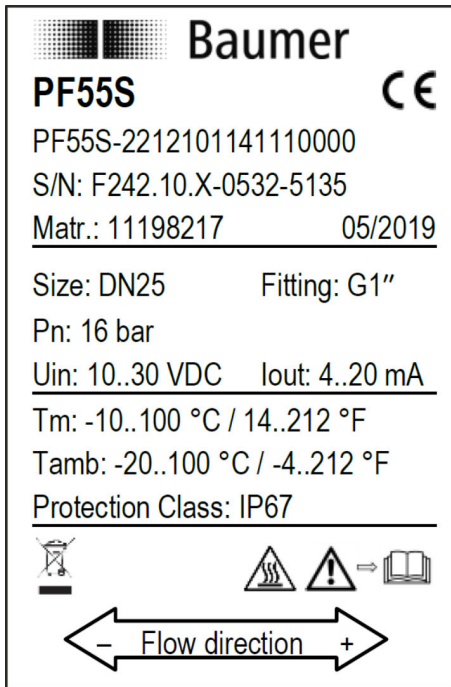 Baumer
PF55S CE
PF55S-2212101141110000
S/N: F242.10.X-0532-5135
Matr.: 11198217 05/2019
Size: DN25 Fitting: G1″
Pn: 16 bar
Uin: 10..30 VDC Iout: 4..20 mA
Tm: -10..100 °C / 14..212 °F
Tamb: -20..100 °C / -4..212 °F
Protection Class: IP67
– Flow direction +